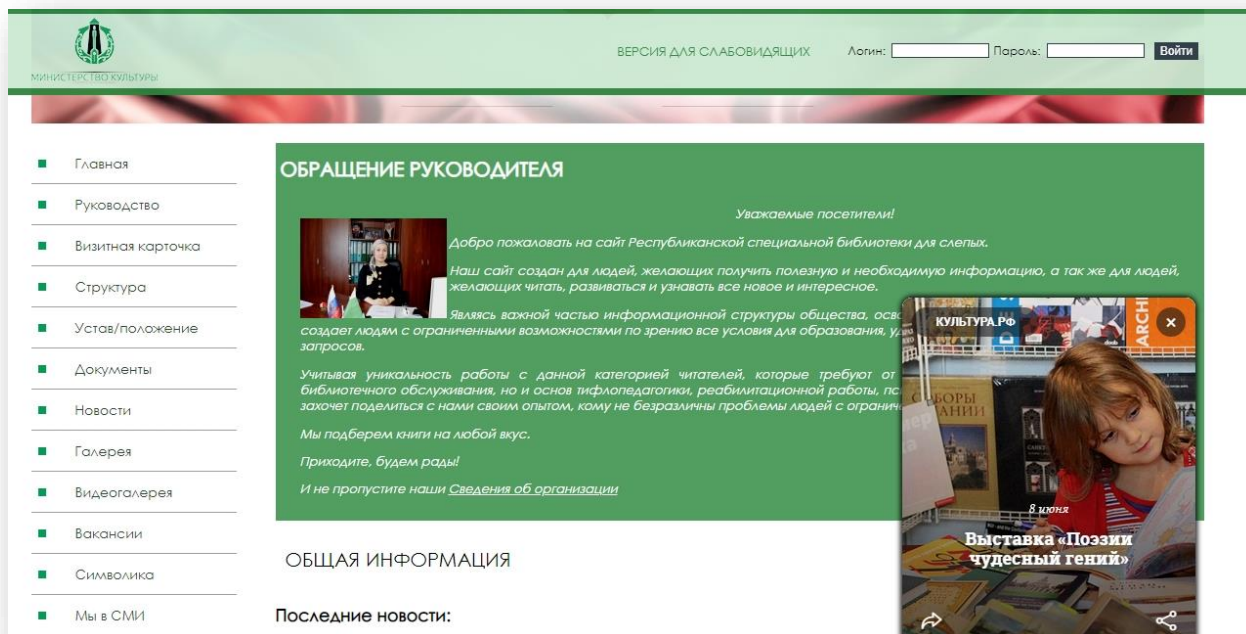 МИНИСТЕРСТВО КУЛЬТУРЫ
ВЕРСИЯ ДЛЯ СЛАБОВИДЯЩИХ
Логин:
Пароль:
Войти
Главная
Руководство
Визитная карточка
Структура
Устав/положение
Документы
Новости
Галерея
Видеогалерея
Вакансии
Символика
Мы в СМИ
ОБРАЩЕНИЕ РУКОВОДИТЕЛЯ
Уважаемые посетители!
Добро пожаловать на сайт Республиканской специальной библиотеки для слепых.
Наш сайт создан для людей, желающих получить полезную и необходимую информацию, а так же для людей,
желающих читать, развиваться и узнавать все новое и интересное.
Являясь важной частью информационной структуры общества,
создает людям с ограниченными возможностями по зрению все условия для образования,
запросов.
Учитывая уникальность работы с данной категорией читателей, которые требуют от
библиотечного обслуживания, но и основ тифлопедагогики, реабилитационной работы,
захочет поделиться с нами своим опытом, кому не безразличны проблемы людей с
Мы подберем книги на любой вкус.
Приходите, будем рады!
И не пропустите наши Сведения об организации
ОБЩАЯ ИНФОРМАЦИЯ
Последние новости:
КУЛЬТУРА.РФ
ARCH
8 июня
Выставка «Поэзии
чудесный гений»